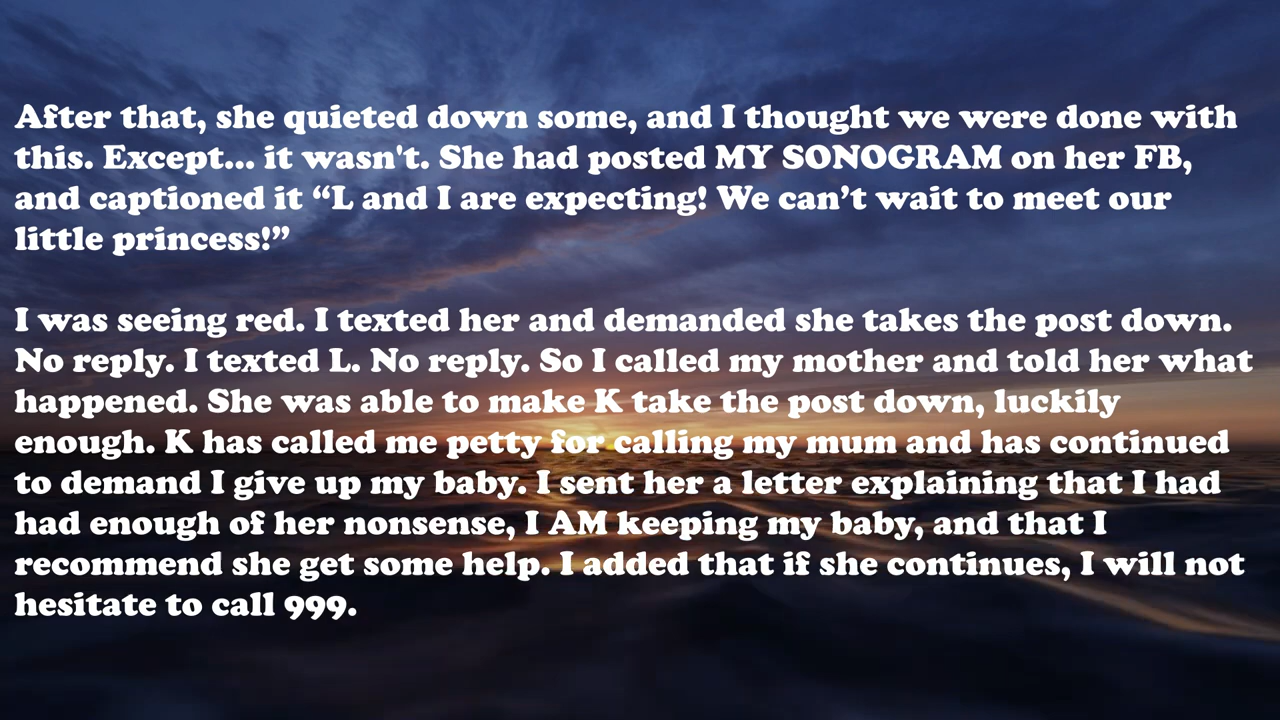 After that, she quieted down some, and I thought we were done with
this. Except... it wasn't. She had posted MY SONOGRAM on her FB,
and captioned it “L and I are expecting! We can’t wait to meet our
little princess!”
I was seeing red. I texted her and demanded she takes the post down.
No reply. I texted L. No reply. So I called my mother and told her what
happened. She was able to make K take the post down, luckily
enough. K has called me petty for calling my mum and has continued
to demand I give up my baby. I sent her a letter explaining that I had
had enough of her nonsense, I AM keeping my baby, and that I
recommend she get some help. I added that if she continues, I will not
hesitate to call 999.